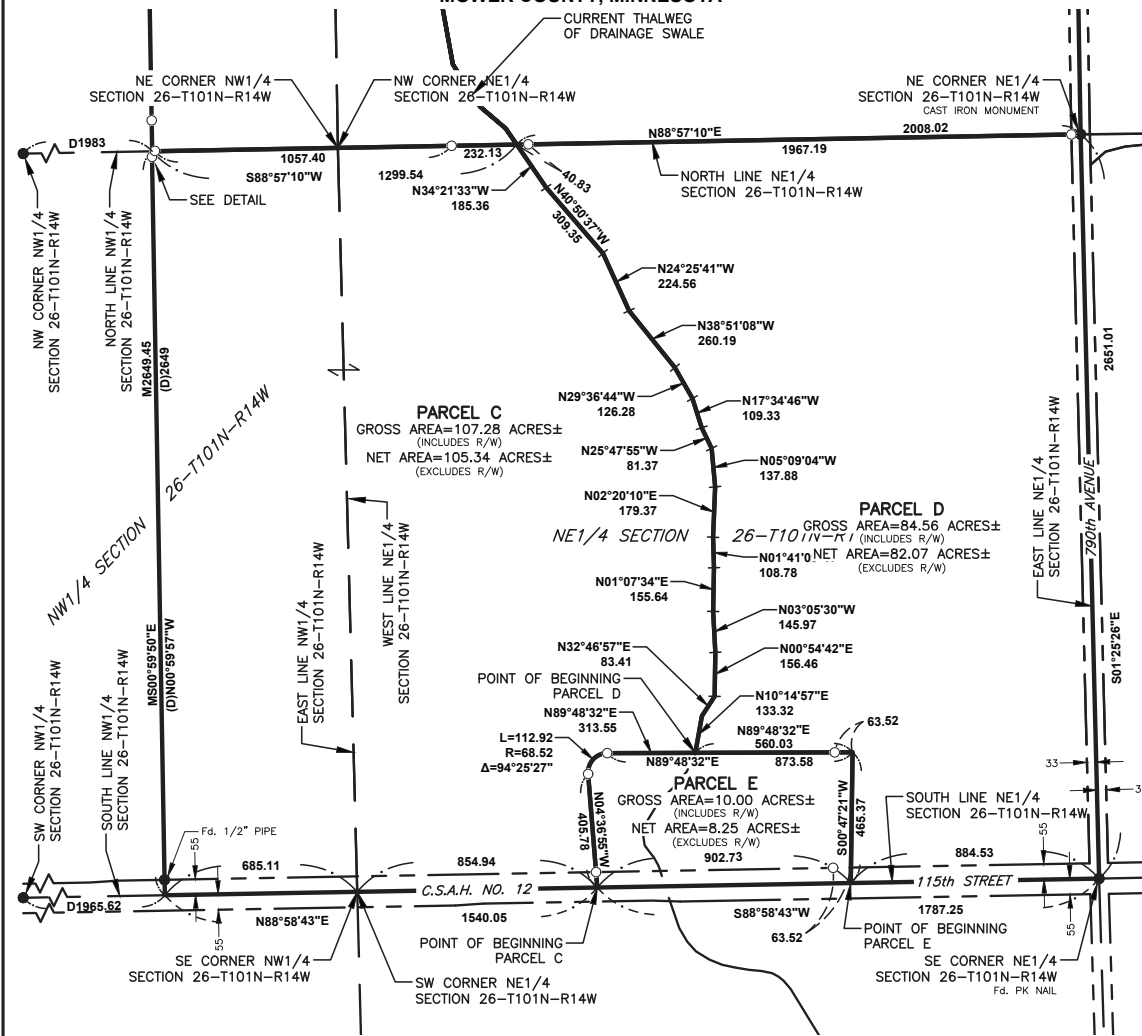 CURRENT THALWEG
OF DRAINAGE SWALE
NE CORNER NW1/4
SECTION 26-T101N-R14W
NW CORNER NE1/4
SECTION 26-T101N-R14W
NE CORNER NE1/4
SECTION 26-T101N-R14W
CAST IRON MONUMENT
D1983
1057.40
S88°57'10"W
232.13
1299.54
N88°57'10"E
2008.02
1967.19
SEE DETAIL
N34°21'33"W
185.36
40.83
NORTH LINE NE1/4
SECTION 26-T101N-R14W
NW CORNER NW1/4
SECTION 26-T101N-R14W
NORTH LINE NW1/4
SECTION 26-T101N-R14W
N40°50'37"W
309.35
N24°25'41"W
224.56
N38°51'08"W
260.19
M2649.45
(D)2649
2651.01
N29°36'44"W
126.28
N17°34'46"W
109.33
PARCEL C
GROSS AREA=107.28 ACRES±
(INCLUDES R/W)
NET AREA=105.34 ACRES±
(EXCLUDES R/W)
N25°47'55"W
81.37
N05°09'04"W
137.88
NW1/4 SECTION 26-T101N-R14W
EAST LINE NE1/4
SECTION 26-T101N-R14W
790th AVENUE
N02°20'10"E
179.37
PARCEL D
GROSS AREA=84.56 ACRES±
(INCLUDES R/W)
NET AREA=82.07 ACRES±
(EXCLUDES R/W)
NE1/4 SECTION
108.78
N01°07'34"E
155.64
N03°05'30"W
145.97
EAST LINE NW1/4
SECTION 26-T101N-R14W
WEST LINE NE1/4
SECTION 26-T101N-R14W
N32°46'57"E
83.41
N00°54'42"E
156.46
MS00°59'50"E
(D)N00°59'57"W
S01°25'26"E
POINT OF BEGINNING
PARCEL D
N10°14'57"E
133.32
N89°48'32"E
313.55
N89°48'32"E
560.03
63.52
L=112.92
R=68.52
Δ=94°25'27"
N89°48'32"E
873.58
33
PARCEL E
GROSS AREA=10.00 ACRES±
(INCLUDES R/W)
NET AREA=8.25 ACRES±
(EXCLUDES R/W)
N04°36'55"W
405.78
S00°47'21"W
465.37
SOUTH LINE NE1/4
SECTION 26-T101N-R14W
SW CORNER NW1/4
SECTION 26-T101N-R14W
SOUTH LINE NW1/4
SECTION 26-T101N-R14W
Fd. 1/2" PIPE
55
685.11
854.94
902.73
884.53
55
D1965.62
C.S.A.H. NO. 12
115th STREET
N88°58'43"E
1540.05
S88°58'43"W
1787.25
55
55
63.52
POINT OF BEGINNING
PARCEL C
POINT OF BEGINNING
PARCEL E
SE CORNER NW1/4
SECTION 26-T101N-R14W
SW CORNER NE1/4
SECTION 26-T101N-R14W
SE CORNER NE1/4
SECTION 26-T101N-R14W
Fd. PK NAIL